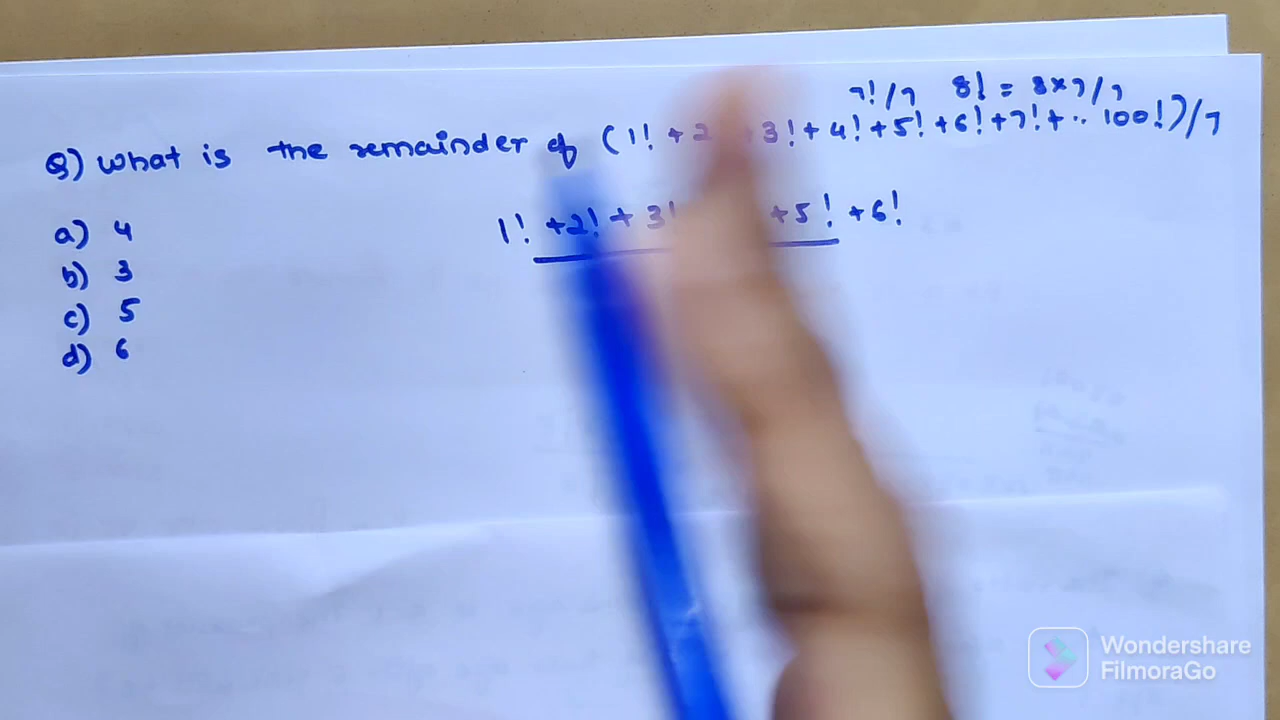 7!/7 8! = 8×7/7
Q) What is the remainder of (1! + 2 + 3! + 4! + 5! + 6! + 7! + .. 100!)/7
a) 4
b) 3
c) 5
d) 6
1! + 2! + 3! + 5! + 6!
Wondershare
FilmoraGo